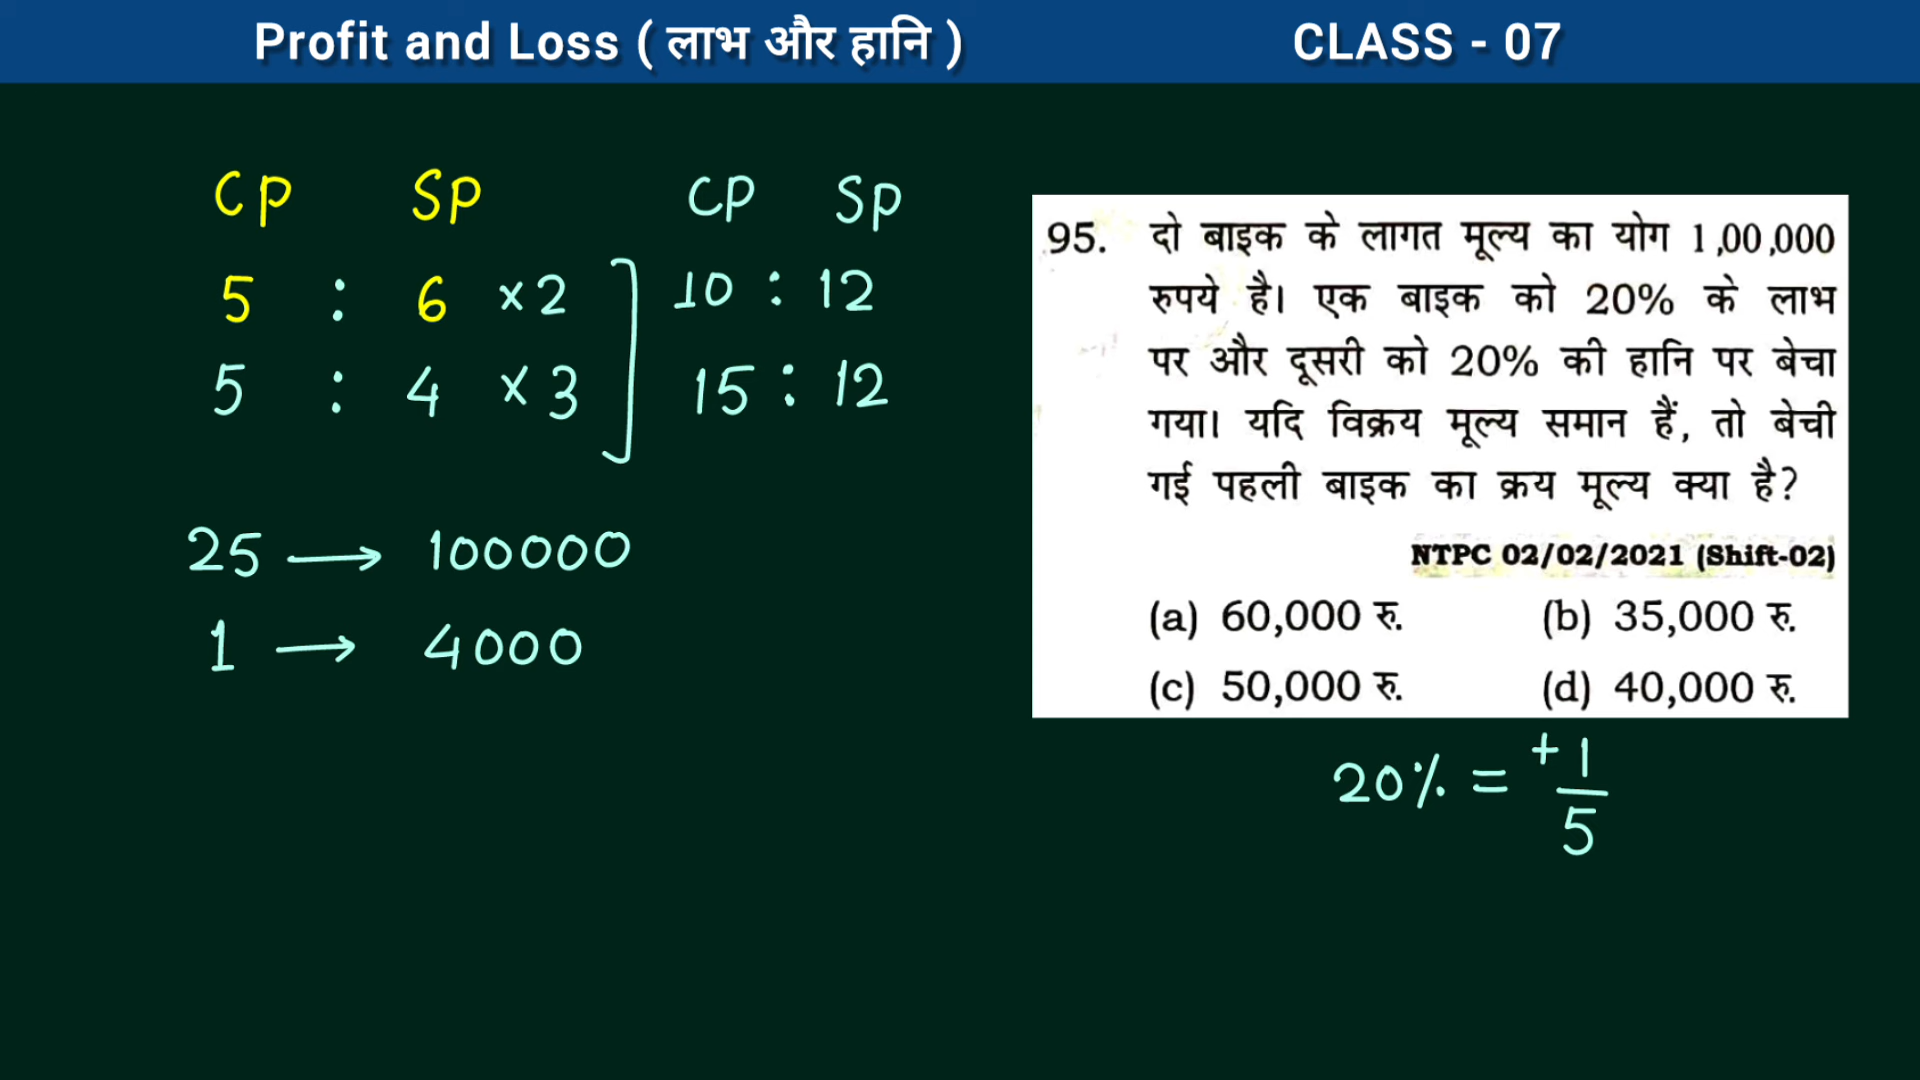 Profit and Loss ( लाभ और हानि ) CLASS - 07
CP SP CP SP
5 : 6 ×2 10 : 12
5 : 4 ×3 15 : 12
25 → 100000
1 → 4000
95. दो बाइक के लागत मूल्य का योग 1,00,000
रुपये है। एक बाइक को 20% के लाभ
पर और दूसरी को 20% की हानि पर बेचा
गया। यदि विक्रय मूल्य समान हैं, तो बेची
गई पहली बाइक का क्रय मूल्य क्या है?
NTPC 02/02/2021 (Shift-02)
(a) 60,000 रु. (b) 35,000 रु.
(c) 50,000 रु. (d) 40,000 रु.
20% = +1/5